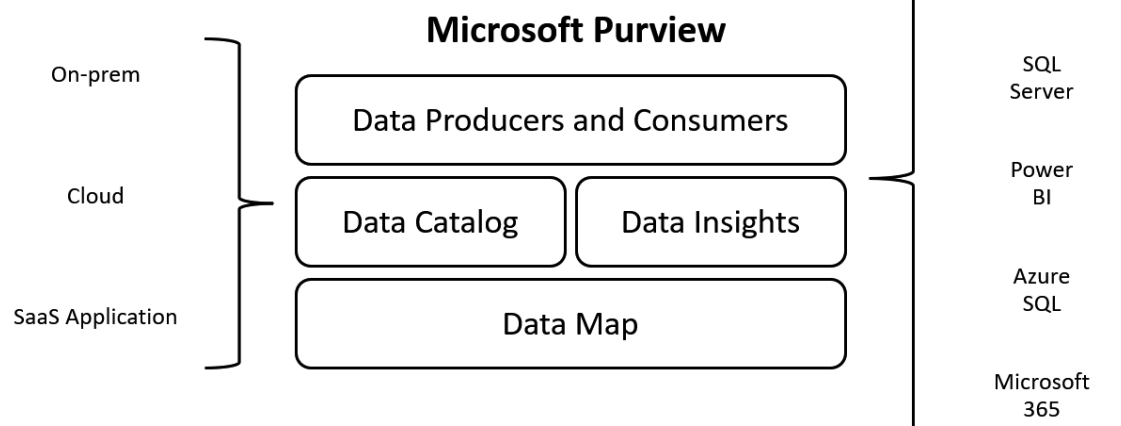 Microsoft Purview
On-prem
Cloud
SaaS Application
Data Producers and Consumers
Data Catalog
Data Insights
Data Map
SQL
Server
Power
BI
Azure
SQL
Microsoft
365